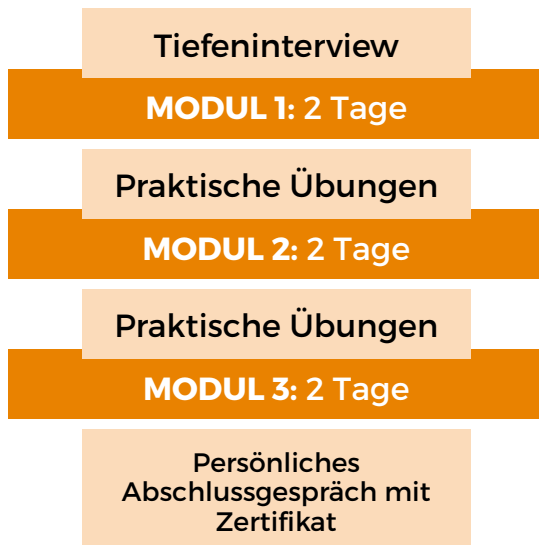 Tiefeninterview
MODUL 1: 2 Tage
Praktische Übungen
MODUL 2: 2 Tage
Praktische Übungen
MODUL 3: 2 Tage
Persönliches
Abschlussgespräch mit
Zertifikat